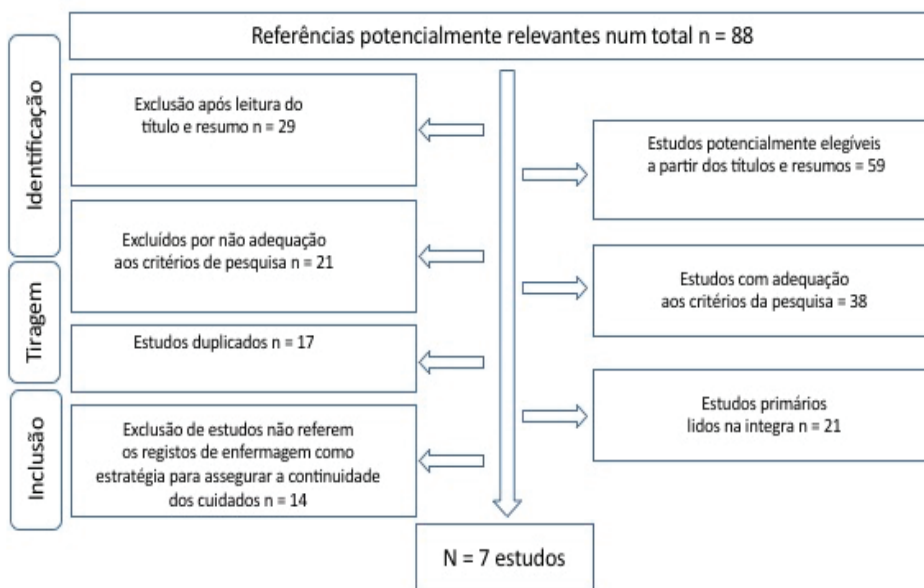 Referências potencialmente relevantes num total n = 88
Identificação
Exclusão após leitura do
título e resumo n = 29
Estudos potencialmente elegíveis
a partir dos títulos e resumos = 59
Excluídos por não adequação
aos critérios de pesquisa n = 21
Estudos com adequação
aos critérios da pesquisa = 38
Tiragem
Estudos duplicados n = 17
Estudos primários
lidos na integra n = 21
Inclusão
Exclusão de estudos não referem
os registos de enfermagem como
estratégia para assegurar a continuidade
dos cuidados n = 14
N = 7 estudos